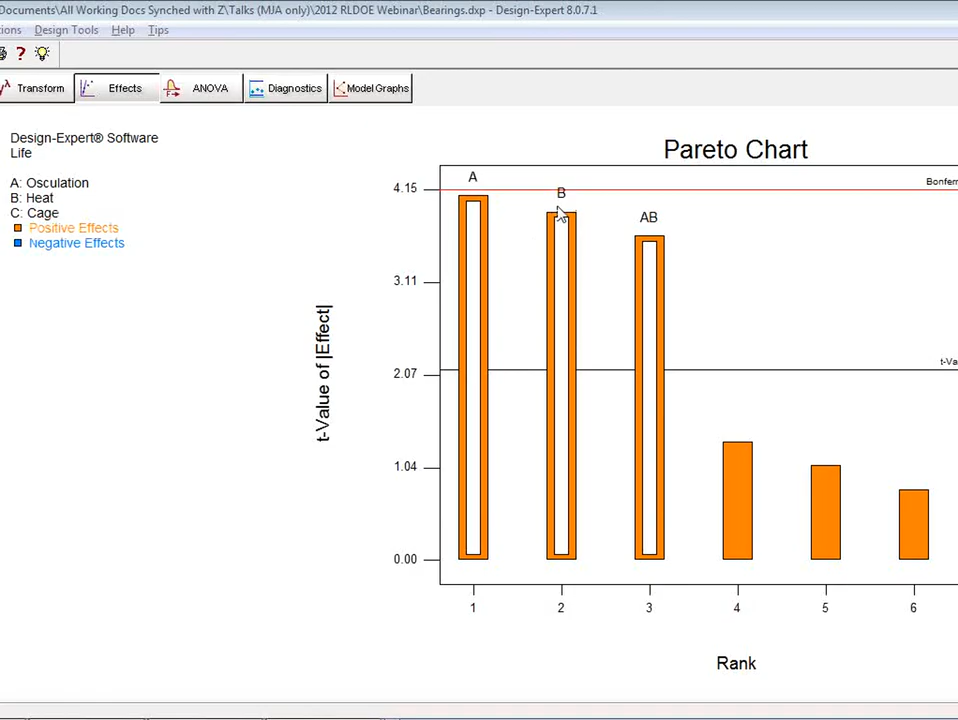 Documents\All Working Docs Synched with Z\Talks (MJA only)\2012 RLDOE Webinar\Bearings.dxp - Design-Expert 8.0.7.1
ions Design Tools Help Tips
Transform Effects ANOVA Diagnostics Model Graphs
Design-Expert® Software
Life
A: Osculation
B: Heat
C: Cage
Positive Effects
Negative Effects
Pareto Chart
t-Value of |Effect|
4.15
3.11
2.07
1.04
0.00
A
B
AB
Bonferr
t-Va
1 2 3 4 5 6
Rank